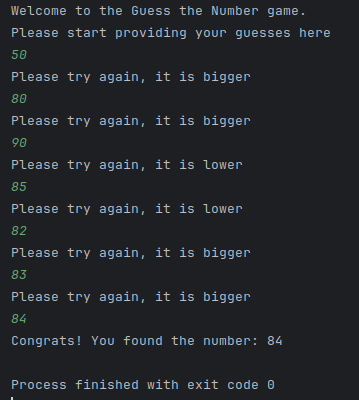 Welcome to the Guess the Number game.
Please start providing your guesses here
50
Please try again, it is bigger
80
Please try again, it is bigger
90
Please try again, it is lower
85
Please try again, it is lower
82
Please try again, it is bigger
83
Please try again, it is bigger
84
Congrats! You found the number: 84
Process finished with exit code 0